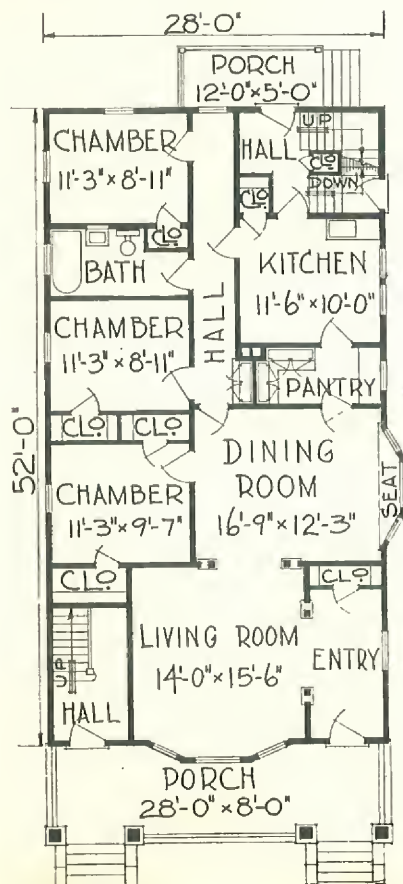 28'-0"
PORCH
12'-0"×5'-0"
CHAMBER
11'-3"×8'-11"
HALL
UP
CLO
DOWN
CLO
CLO
BATH
KITCHEN
11'-6"×10'-0"
CHAMBER
11'-3"×8'-11"
HALL
PANTRY
CLO
CLO
52'-0"
DINING
ROOM
16'-9"×12'-3"
SEAT
CHAMBER
11'-3"×9'-7"
CLO
CLO
LIVING ROOM
14'-0"×15'-6"
ENTRY
UP
HALL
PORCH
28'-0"×8'-0"